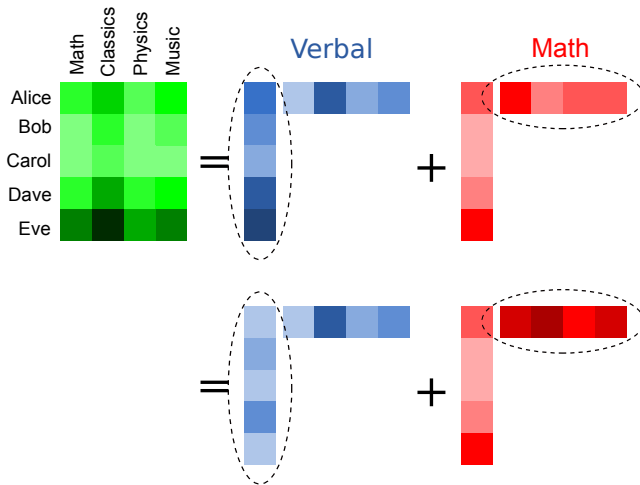 Math
Classics
Physics
Music
Verbal
Math
Alice
Bob
Carol
Dave
Eve
=
+
=
+